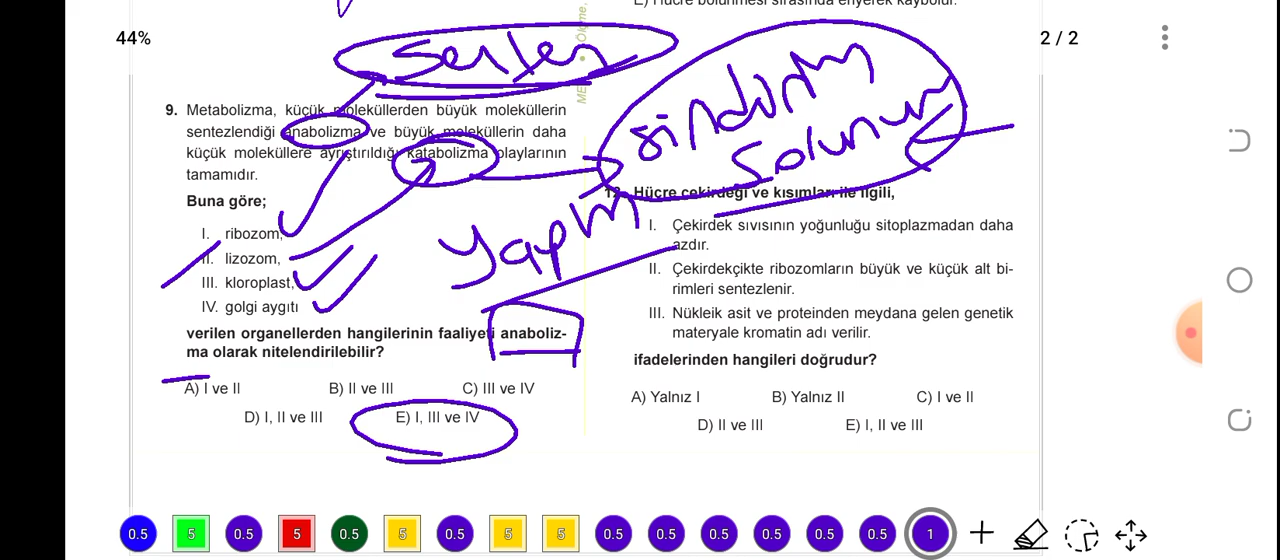 E) Hücre bölünmesi sırasında eriyerek kaybolur.
44%
2 / 2
Sentez
sindirim
Solunum
yapım
9. Metabolizma, küçük moleküllerden büyük moleküllerin
sentezlendiği anabolizma ve büyük moleküllerin daha
küçük moleküllere ayrıştırıldığı katabolizma olaylarının
tamamıdır.
Buna göre;
I. ribozom,
II. lizozom,
III. kloroplast,
IV. golgi aygıtı
verilen organellerden hangilerinin faaliyeti anaboliz-
ma olarak nitelendirilebilir?
A) I ve II B) II ve III C) III ve IV
D) I, II ve III E) I, III ve IV
12. Hücre çekirdeği ve kısımları ile ilgili,
I. Çekirdek sıvısının yoğunluğu sitoplazmadan daha
azdır.
II. Çekirdekçikte ribozomların büyük ve küçük alt bi-
rimleri sentezlenir.
III. Nükleik asit ve proteinden meydana gelen genetik
materyale kromatin adı verilir.
ifadelerinden hangileri doğrudur?
A) Yalnız I B) Yalnız II C) I ve II
D) II ve III E) I, II ve III
0.5 5 0.5 5 0.5 5 0.5 5 5 0.5 0.5 0.5 0.5 0.5 0.5 1